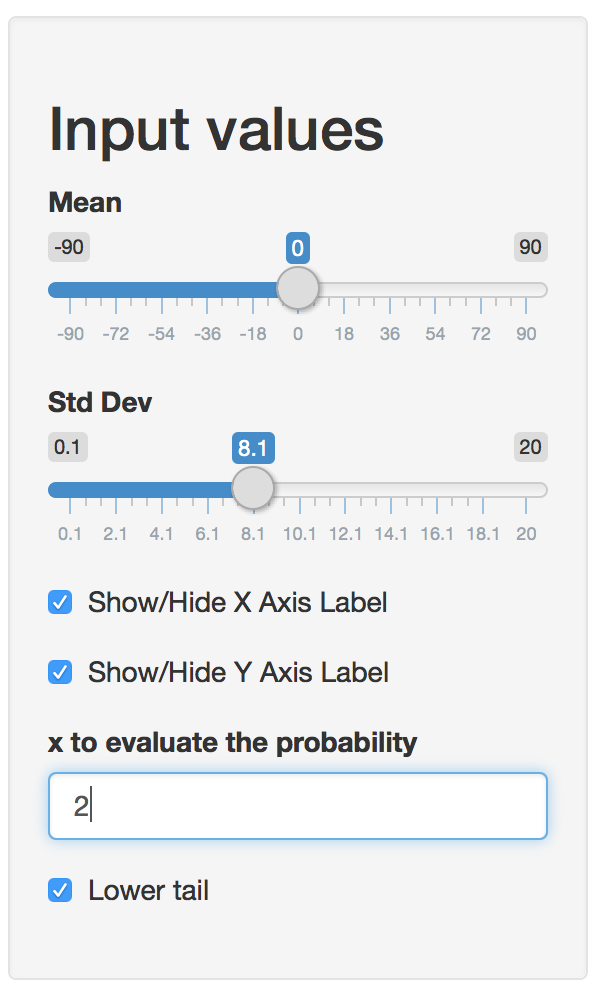 Input values
Mean
-90 0 90
-90 -72 -54 -36 -18 0 18 36 54 72 90
Std Dev
0.1 8.1 20
0.1 2.1 4.1 6.1 8.1 10.1 12.1 14.1 16.1 18.1 20
Show/Hide X Axis Label
Show/Hide Y Axis Label
x to evaluate the probability
2
Lower tail